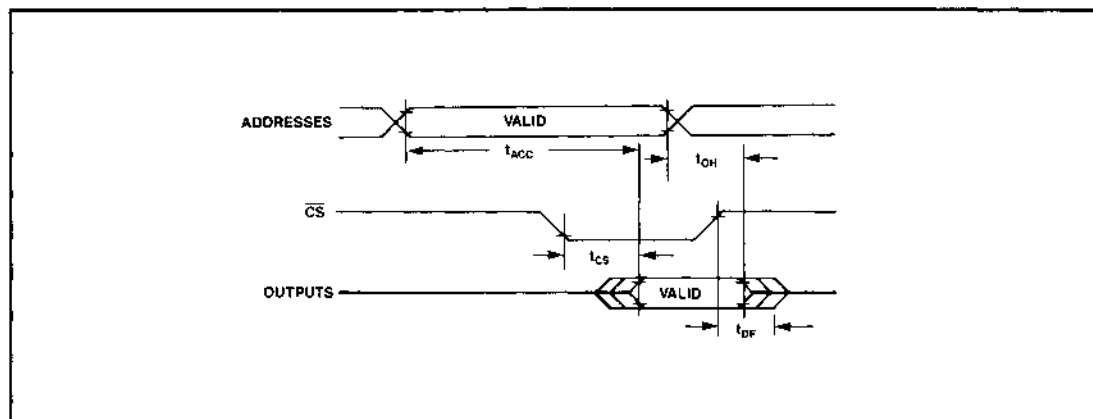 ADDRESSES
VALID
tACC
tOH
CS
tCS
OUTPUTS
VALID
tDF